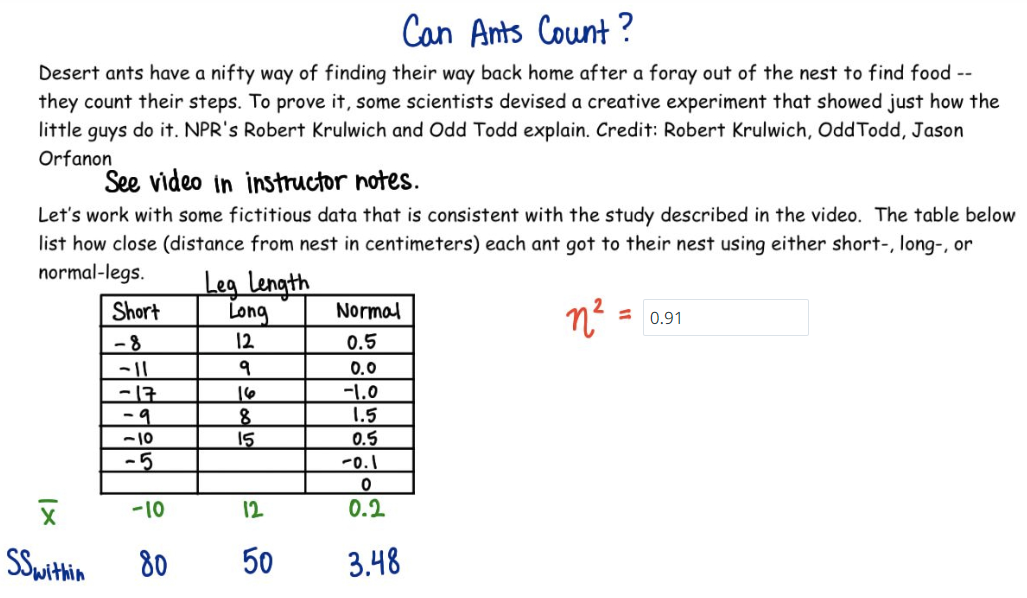 Can Ants Count?
Desert ants have a nifty way of finding their way back home after a foray out of the nest to find food --
they count their steps. To prove it, some scientists devised a creative experiment that showed just how the
little guys do it. NPR's Robert Krulwich and Odd Todd explain. Credit: Robert Krulwich, OddTodd, Jason
Orfanon
See video in instructor notes.
Let's work with some fictitious data that is consistent with the study described in the video. The table below
list how close (distance from nest in centimeters) each ant got to their nest using either short-, long-, or
normal-legs.
Leg Length
Short Long Normal
-8 12 0.5
-11 9 0.0
-17 16 -1.0
-9 8 1.5
-10 15 0.5
-5 -0.1
0
x̄ -10 12 0.2
SSwithin 80 50 3.48
η² = 0.91